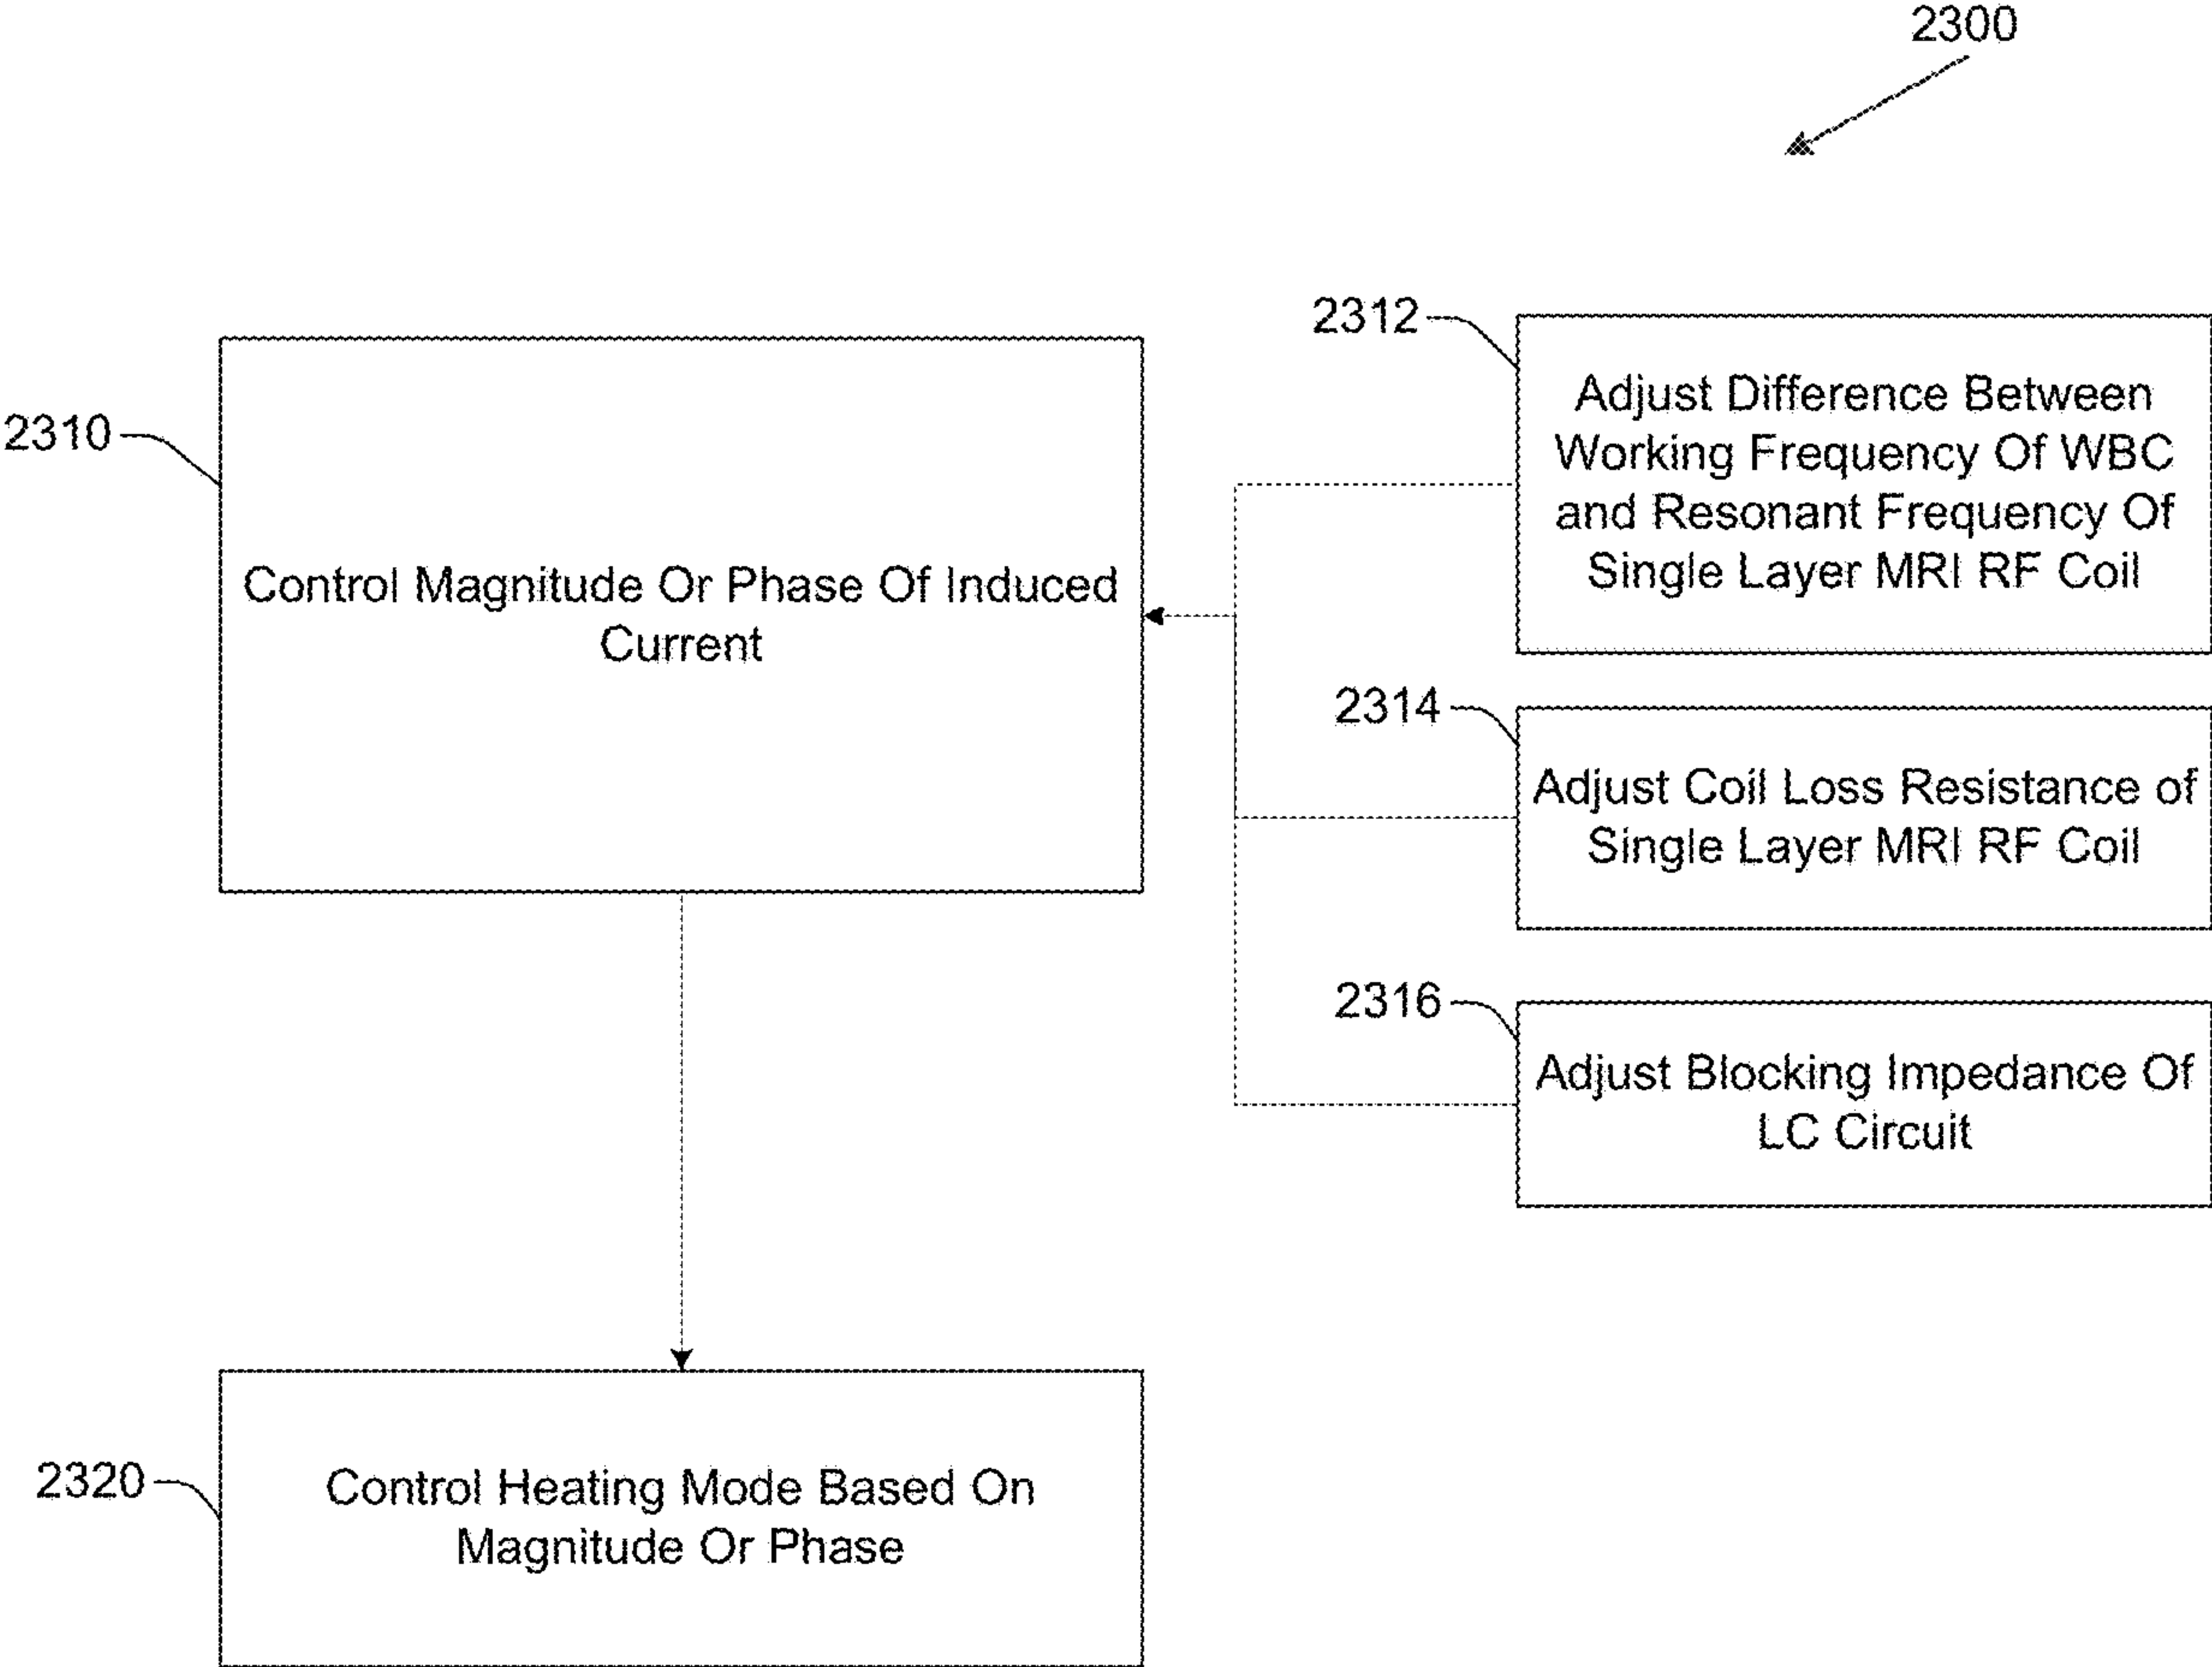 2300
2310
Control Magnitude Or Phase Of Induced
Current
2312
Adjust Difference Between
Working Frequency Of WBC
and Resonant Frequency Of
Single Layer MRI RF Coil
2314
Adjust Coil Loss Resistance of
Single Layer MRI RF Coil
2316
Adjust Blocking Impedance Of
LC Circuit
2320
Control Heating Mode Based On
Magnitude Or Phase